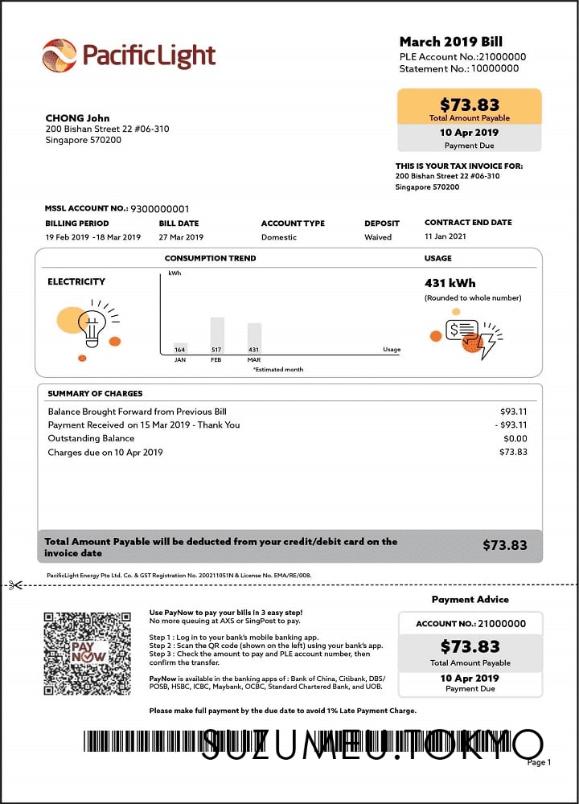 PacificLight
March 2019 Bill
PLE Account No.:21000000
Statement No.: 10000000
$73.83
Total Amount Payable
10 Apr 2019
Payment Due
CHONG John
200 Bishan Street 22 #06-310
Singapore 570200
THIS IS YOUR TAX INVOICE FOR:
200 Bishan Street 22 #06-310
Singapore 570200
MSSL ACCOUNT NO.: 9300000001
BILLING PERIOD BILL DATE ACCOUNT TYPE DEPOSIT CONTRACT END DATE
19 Feb 2019 -18 Mar 2019 27 Mar 2019 Domestic Waived 11 Jan 2021
CONSUMPTION TREND USAGE
kWh
ELECTRICITY
431 kWh
(Rounded to whole number)
$
164 517 431 Usage
JAN FEB MAR
*Estimated month
SUMMARY OF CHARGES
Balance Brought Forward from Previous Bill $93.11
Payment Received on 15 Mar 2019 - Thank You - $93.11
Outstanding Balance $0.00
Charges due on 10 Apr 2019 $73.83
Total Amount Payable will be deducted from your credit/debit card on the
invoice date
$73.83
PacificLight Energy Pte Ltd. Co. & GST Registration No. 200211051N & License No. EMA/RE/008.
Payment Advice
PAY
NOW
Use PayNow to pay your bills in 3 easy step!
No more queuing at AXS or SingPost to pay.
Step 1 : Log in to your bank's mobile banking app.
Step 2 : Scan the QR code (shown on the left) using your bank's app.
Step 3 : Check the amount to pay and PLE account number, then
confirm the transfer.
PayNow is available in the banking apps of : Bank of China, Citibank, DBS/
POSB, HSBC, ICBC, Maybank, OCBC, Standard Chartered Bank, and UOB.
Please make full payment by the due date to avoid 1% Late Payment Charge.
ACCOUNT NO.: 21000000
$73.83
Total Amount Payable
10 Apr 2019
Payment Due
SUZUMEU.TOKYO
Page 1